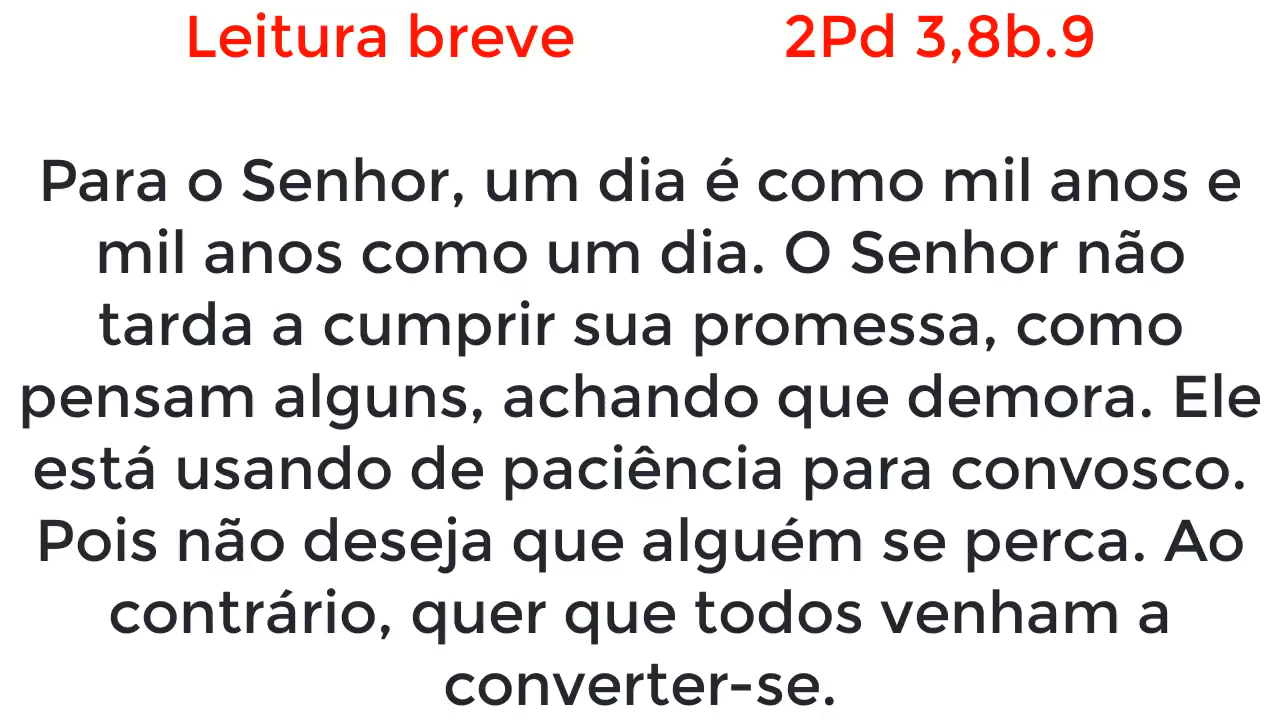 Leitura breve 2Pd 3,8b.9
Para o Senhor, um dia é como mil anos e
mil anos como um dia. O Senhor não
tarda a cumprir sua promessa, como
pensam alguns, achando que demora. Ele
está usando de paciência para convosco.
Pois não deseja que alguém se perca. Ao
contrário, quer que todos venham a
converter-se.